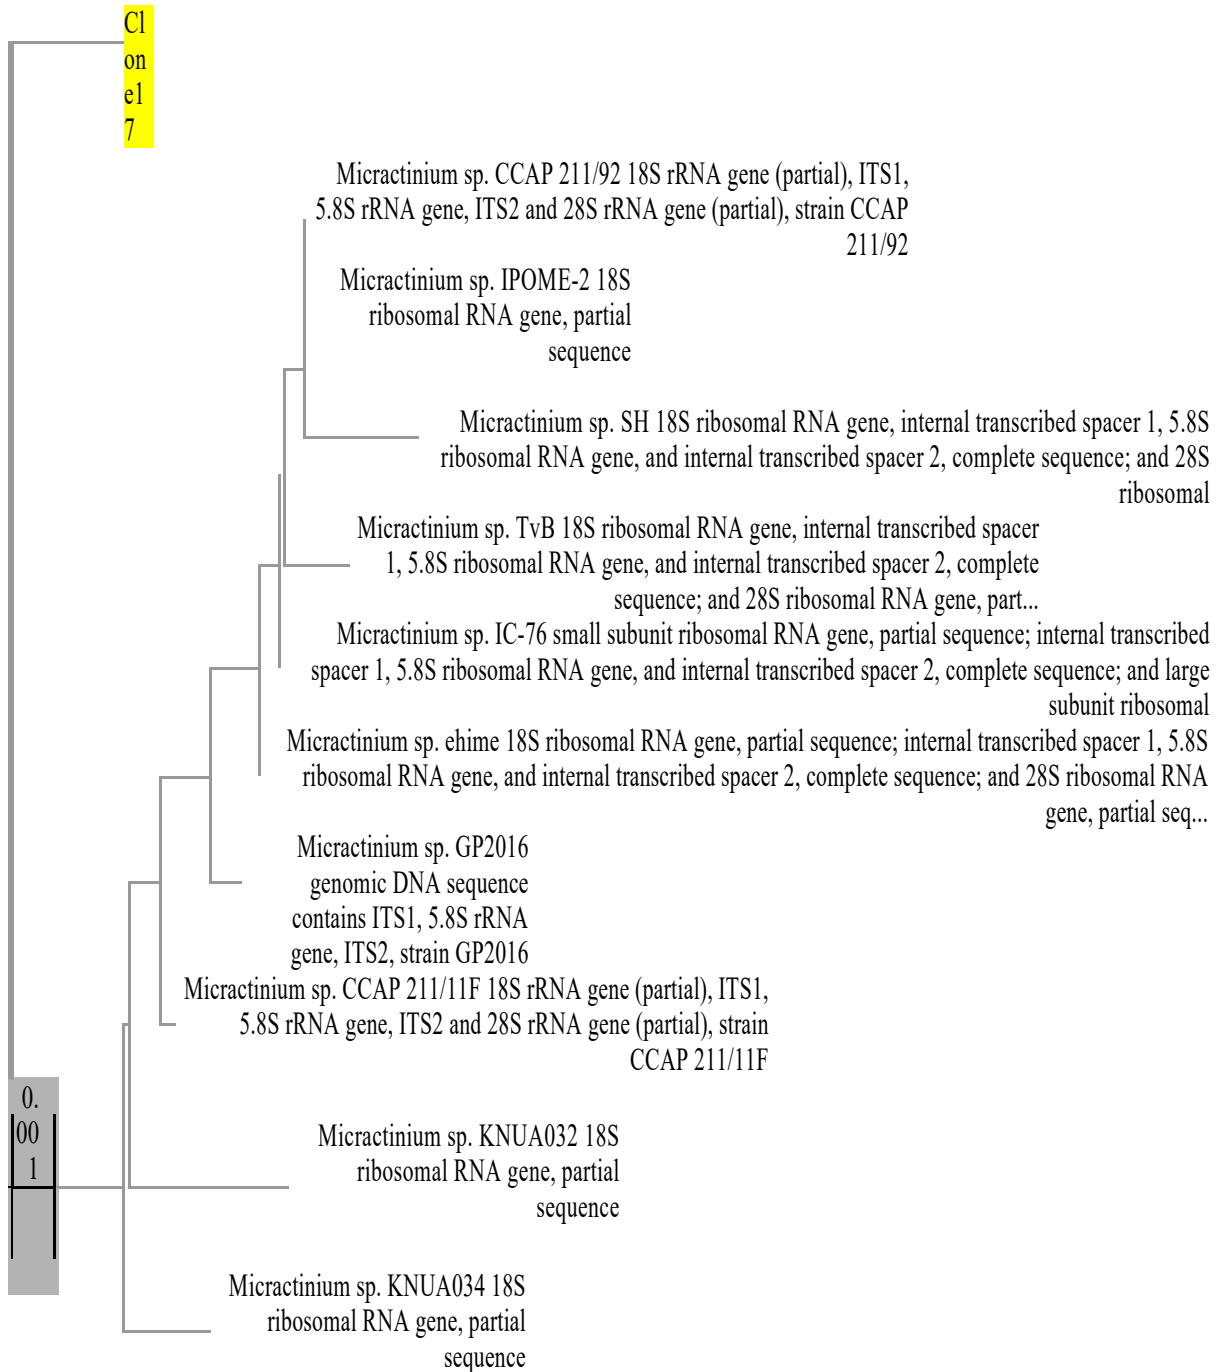 Cl
on
e1
7
Micractinium sp. CCAP 211/92 18S rRNA gene (partial), ITS1,
5.8S rRNA gene, ITS2 and 28S rRNA gene (partial), strain CCAP
211/92
Micractinium sp. IPOME-2 18S
ribosomal RNA gene, partial
sequence
Micractinium sp. SH 18S ribosomal RNA gene, internal transcribed spacer 1, 5.8S
ribosomal RNA gene, and internal transcribed spacer 2, complete sequence; and 28S
ribosomal
Micractinium sp. TvB 18S ribosomal RNA gene, internal transcribed spacer
1, 5.8S ribosomal RNA gene, and internal transcribed spacer 2, complete
sequence; and 28S ribosomal RNA gene, part...
Micractinium sp. IC-76 small subunit ribosomal RNA gene, partial sequence; internal transcribed
spacer 1, 5.8S ribosomal RNA gene, and internal transcribed spacer 2, complete sequence; and large
subunit ribosomal
Micractinium sp. ehime 18S ribosomal RNA gene, partial sequence; internal transcribed spacer 1, 5.8S
ribosomal RNA gene, and internal transcribed spacer 2, complete sequence; and 28S ribosomal RNA
gene, partial seq...
Micractinium sp. GP2016
genomic DNA sequence
contains ITS1, 5.8S rRNA
gene, ITS2, strain GP2016
Micractinium sp. CCAP 211/11F 18S rRNA gene (partial), ITS1,
5.8S rRNA gene, ITS2 and 28S rRNA gene (partial), strain
CCAP 211/11F
0.
00
1
Micractinium sp. KNUA032 18S
ribosomal RNA gene, partial
sequence
Micractinium sp. KNUA034 18S
ribosomal RNA gene, partial
sequence